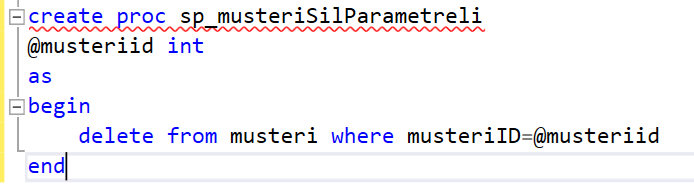 create proc sp_musteriSilParametreli
@musteriid int
as
begin
delete from musteri where musteriID=@musteriid
end